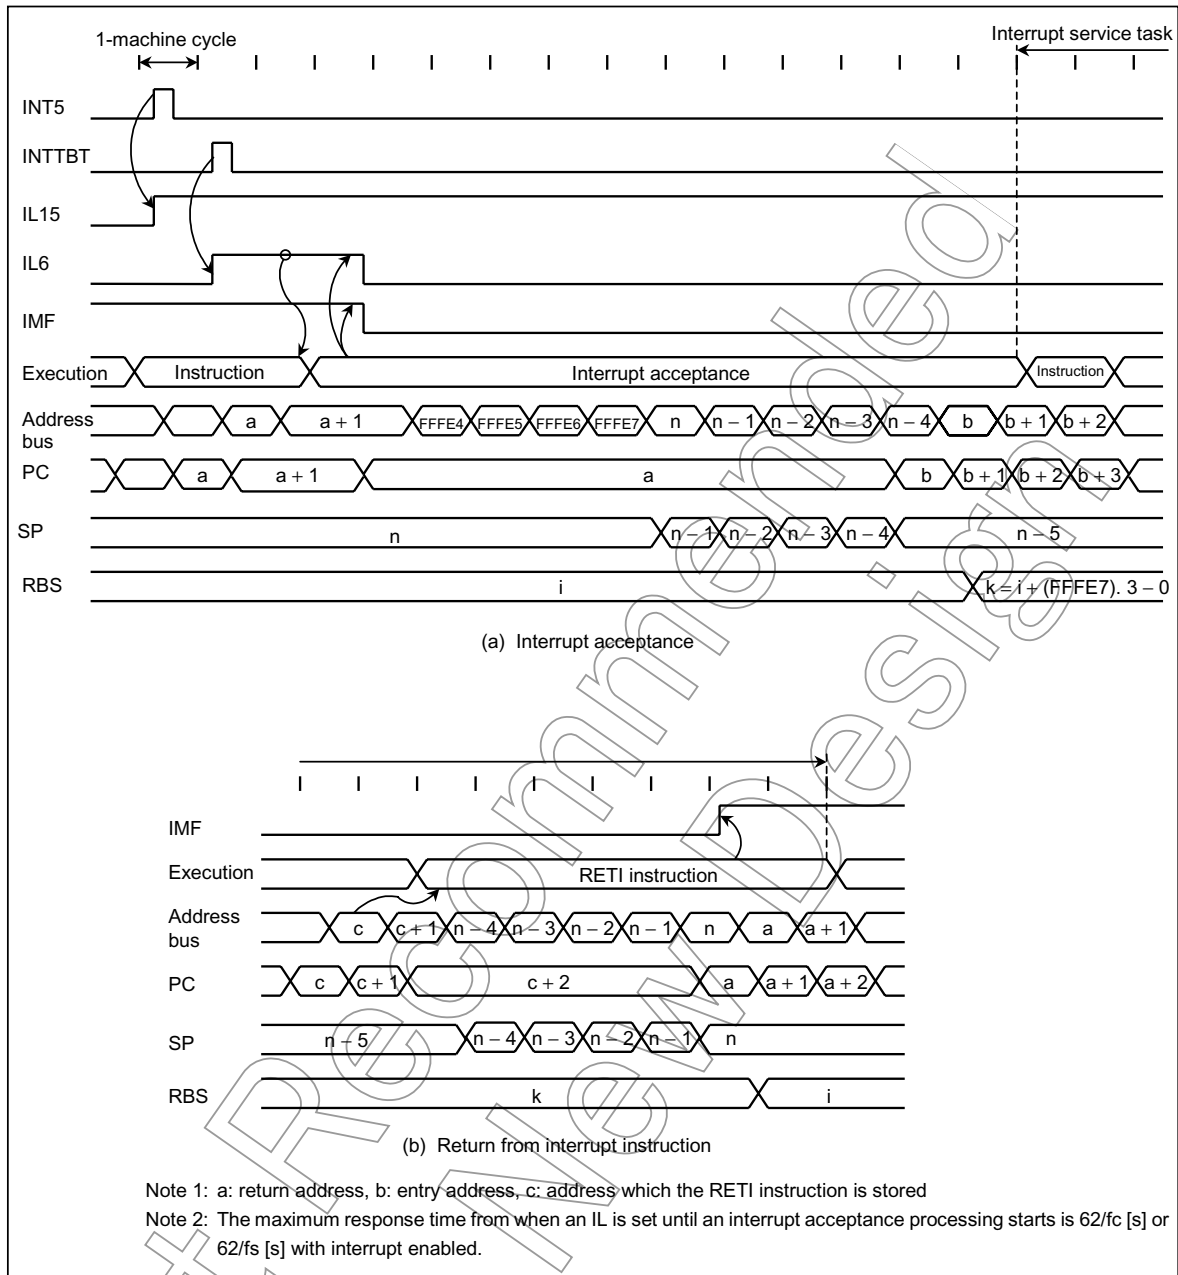 1-machine cycle
Interrupt service task
INT5
INTTBT
IL15
IL6
IMF
Execution Instruction Interrupt acceptance Instruction
Address bus a a + 1 FFFE4 FFFE5 FFFE6 FFFE7 n n – 1 n – 2 n – 3 n – 4 b b + 1 b + 2
PC a a + 1 a b b + 1 b + 2 b + 3
SP n n – 1 n – 2 n – 3 n – 4 n – 5
RBS i k = i + (FFFE7). 3 – 0
(a) Interrupt acceptance
IMF
Execution RETI instruction
Address bus c c + 1 n – 4 n – 3 n – 2 n – 1 n a a + 1
PC c c + 1 c + 2 a a + 1 a + 2
SP n – 5 n – 4 n – 3 n – 2 n – 1 n
RBS k i
(b) Return from interrupt instruction
Note 1: a: return address, b: entry address, c: address which the RETI instruction is stored
Note 2: The maximum response time from when an IL is set until an interrupt acceptance processing starts is 62/fc [s] or
62/fs [s] with interrupt enabled.
Recommended
New Design